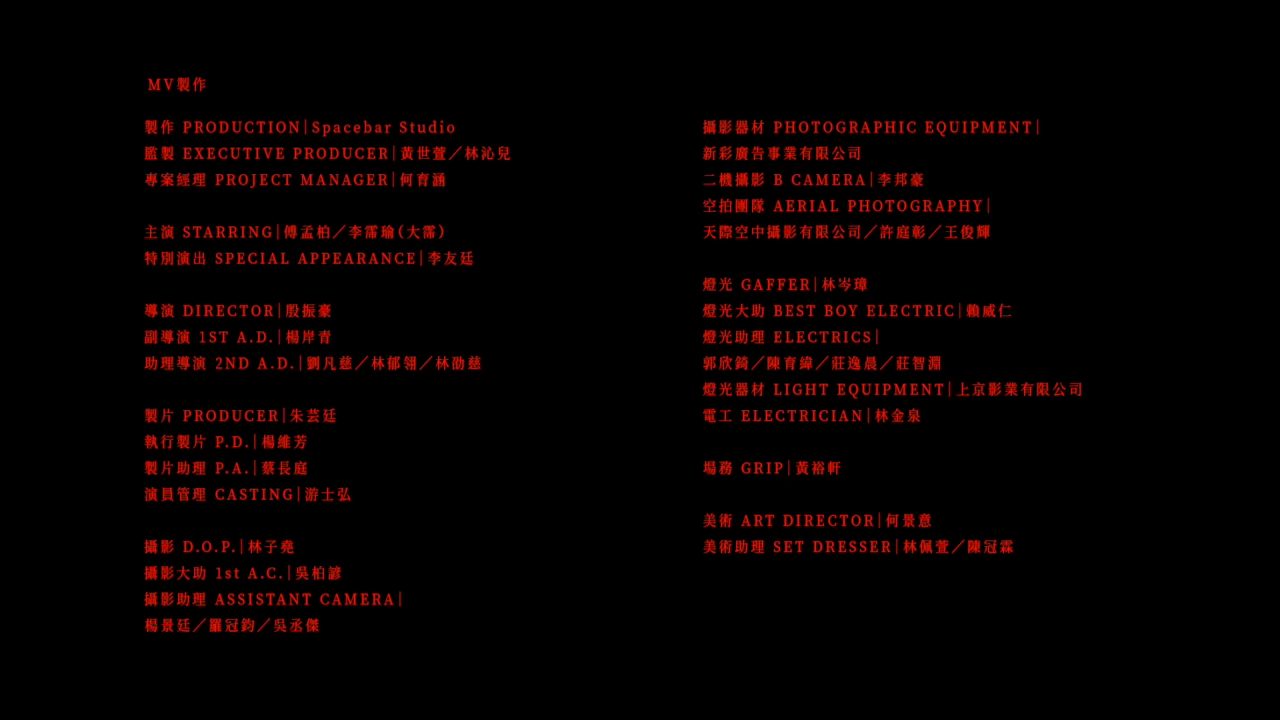 MV製作
製作 PRODUCTION|Spacebar Studio
監製 EXECUTIVE PRODUCER|黃世萱／林沁兒
專案經理 PROJECT MANAGER|何育涵
主演 STARRING|傅孟柏／李霈瑜(大霈)
特別演出 SPECIAL APPEARANCE|李友廷
導演 DIRECTOR|殷振豪
副導演 1ST A.D.|楊岸青
助理導演 2ND A.D.|劉凡慈／林郁翎／林劭慈
製片 PRODUCER|朱芸廷
執行製片 P.D.|楊維芳
製片助理 P.A.|蔡長庭
演員管理 CASTING|游士弘
攝影 D.O.P.|林子堯
攝影大助 1st A.C.|吳柏諺
攝影助理 ASSISTANT CAMERA|
楊景廷／羅冠鈞／吳丞傑
攝影器材 PHOTOGRAPHIC EQUIPMENT|
新彩廣告事業有限公司
二機攝影 B CAMERA|李邦豪
空拍團隊 AERIAL PHOTOGRAPHY|
天際空中攝影有限公司／許庭彰／王俊輝
燈光 GAFFER|林岑瑋
燈光大助 BEST BOY ELECTRIC|賴威仁
燈光助理 ELECTRICS|
郭欣錡／陳育緯／莊逸晨／莊智淵
燈光器材 LIGHT EQUIPMENT|上京影業有限公司
電工 ELECTRICIAN|林金泉
場務 GRIP|黃裕軒
美術 ART DIRECTOR|何景意
美術助理 SET DRESSER|林佩萱／陳冠霖